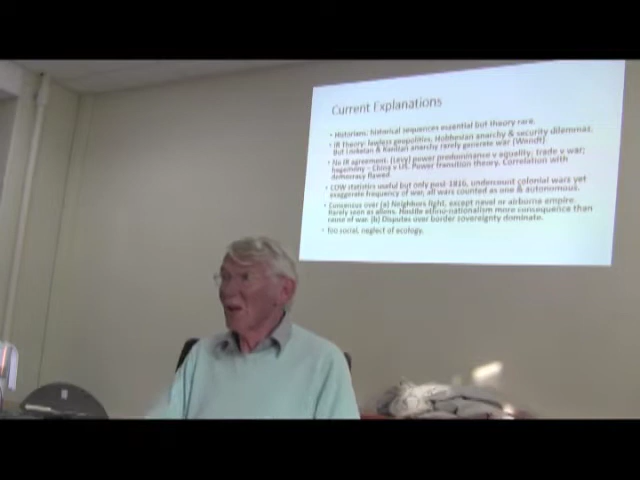 Current Explanations
• Historians: historical sequences essential but theory rare.
• IR Theory: lawless geopolitics, Hobbesian anarchy & security dilemmas.
But Lockeian & Kantian anarchy rarely generate war (Wendt)
• No IR agreement. (Levy) power predominance v equality; trade v war;
hegemony – China v US. Power transition theory. Correlation with
democracy flawed
• COW statistics useful but only post-1816, undercount colonial wars yet
exaggerate frequency of war, all wars counted as one & autonomous.
• Consensus over (a) Neighbors fight, except naval or airborne empire
Rarely seen as aliens. Hostile ethno-nationalism more consequence than
cause of war. (b) Disputes over border sovereignty dominate.
• Too social, neglect of ecology.